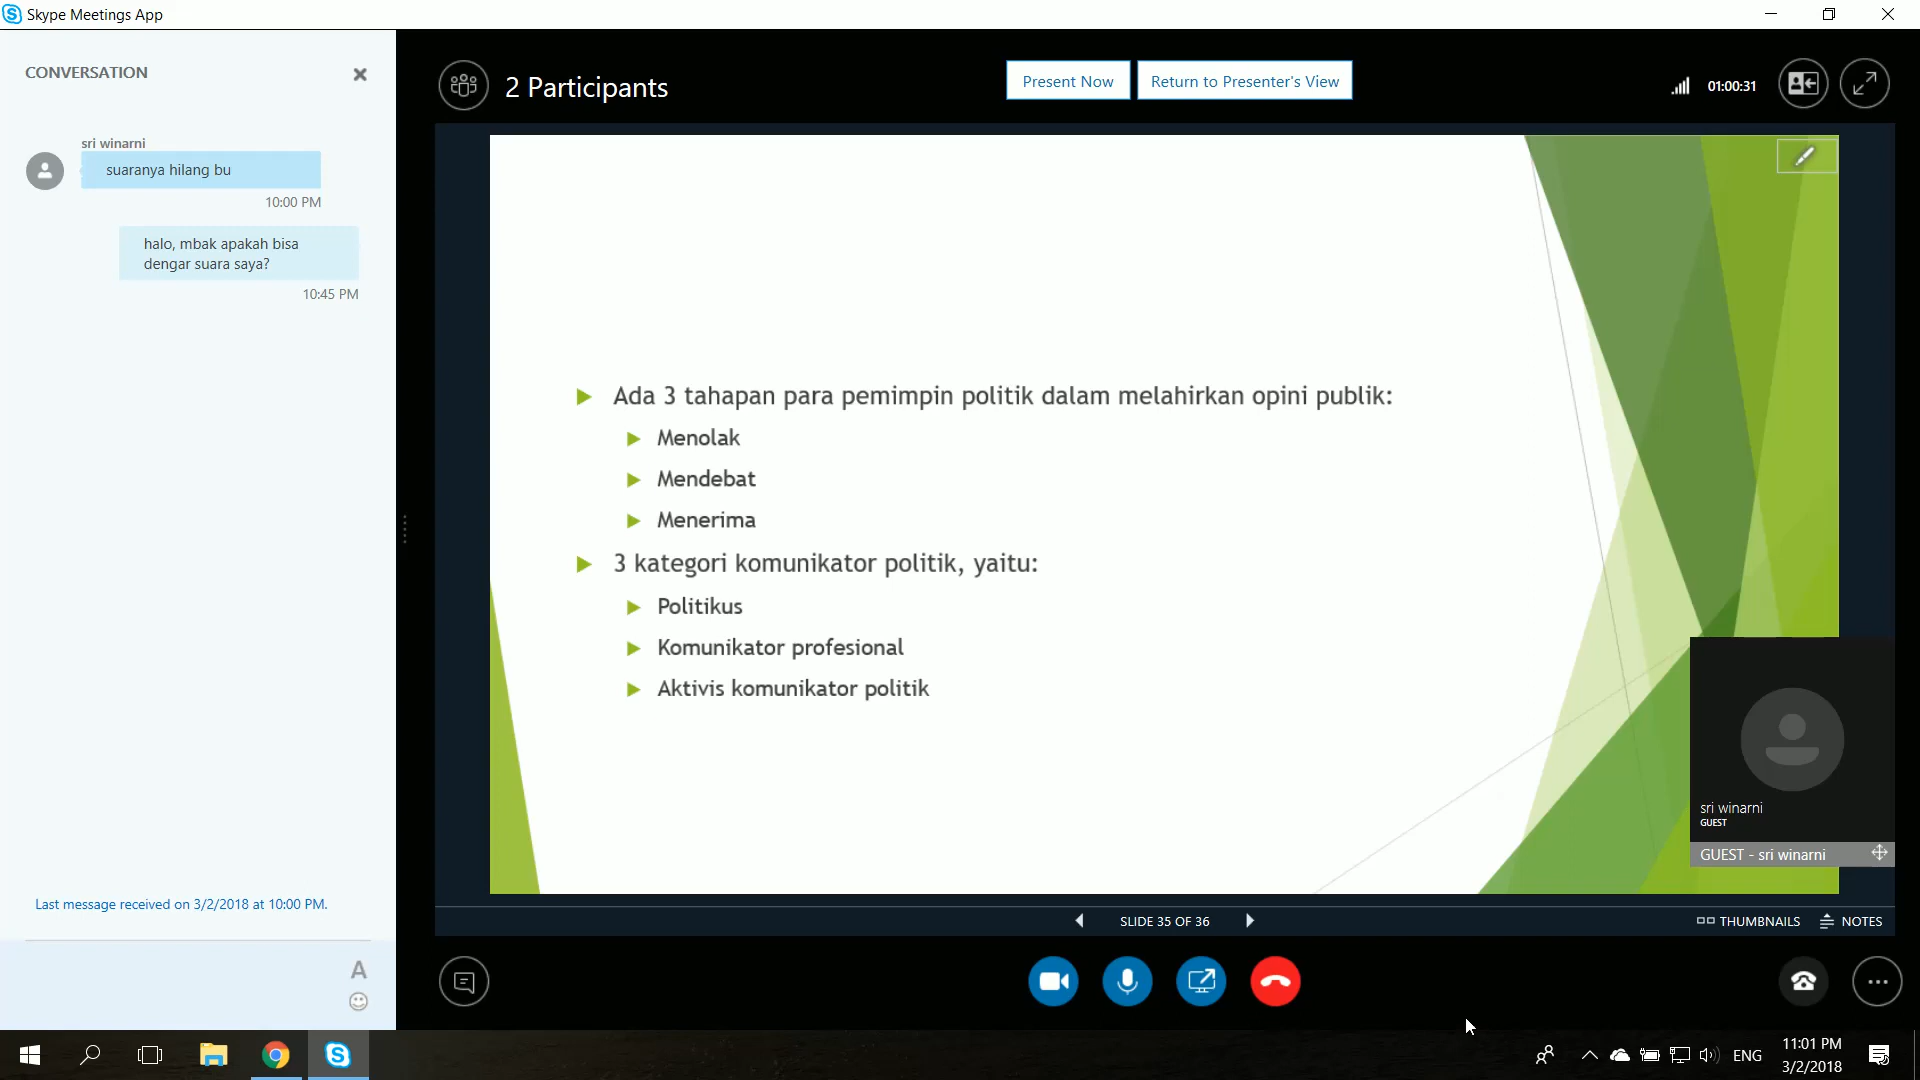 Skype Meetings App
CONVERSATION
sri winarni
suaranya hilang bu
10:00 PM
halo, mbak apakah bisa
dengar suara saya?
10:45 PM
Last message received on 3/2/2018 at 10:00 PM.
A
2 Participants
Present Now
Return to Presenter's View
01:00:31
Ada 3 tahapan para pemimpin politik dalam melahirkan opini publik:
Menolak
Mendebat
Menerima
3 kategori komunikator politik, yaitu:
Politikus
Komunikator profesional
Aktivis komunikator politik
sri winarni
GUEST
GUEST - sri winarni
SLIDE 35 OF 36
THUMBNAILS
NOTES
ENG
11:01 PM
3/2/2018